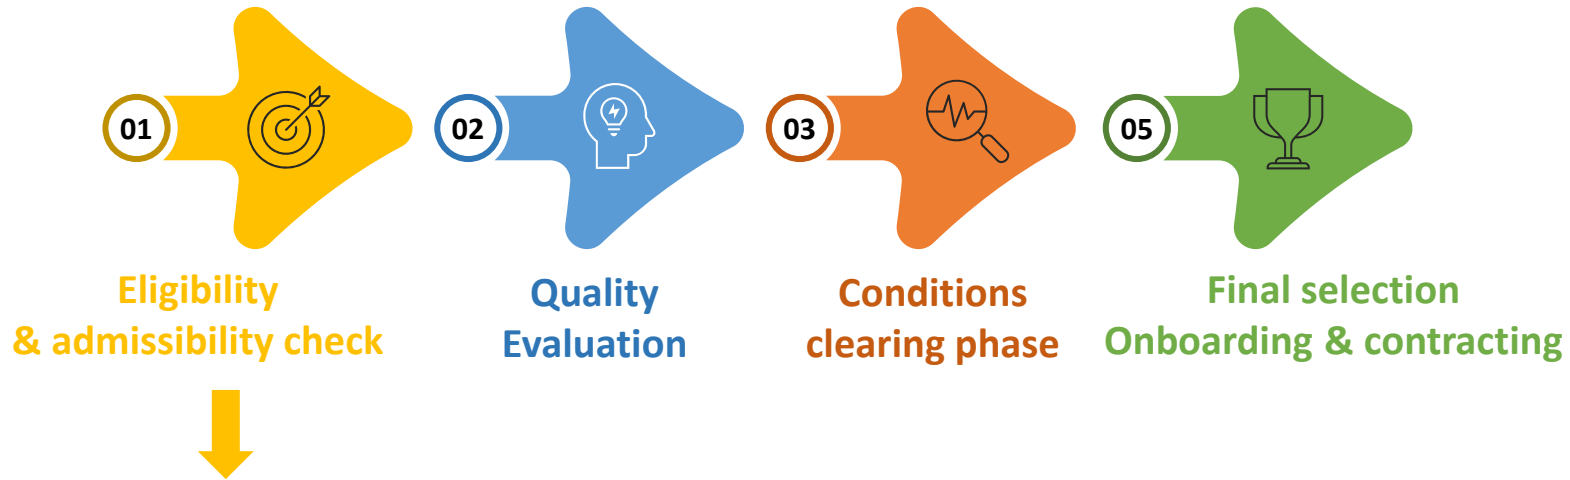 01
02
03
05
Eligibility
& admissibility check
Quality
Evaluation
Conditions
clearing phase
Final selection
Onboarding & contracting